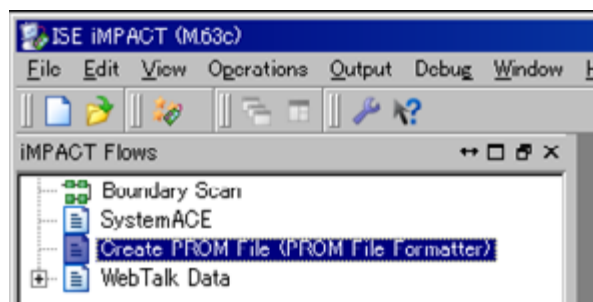 ISE iMPACT (M.63c)
File Edit View Operations Output Debug Window H
iMPACT Flows
Boundary Scan
SystemACE
Create PROM File (PROM File Formatter)
WebTalk Data